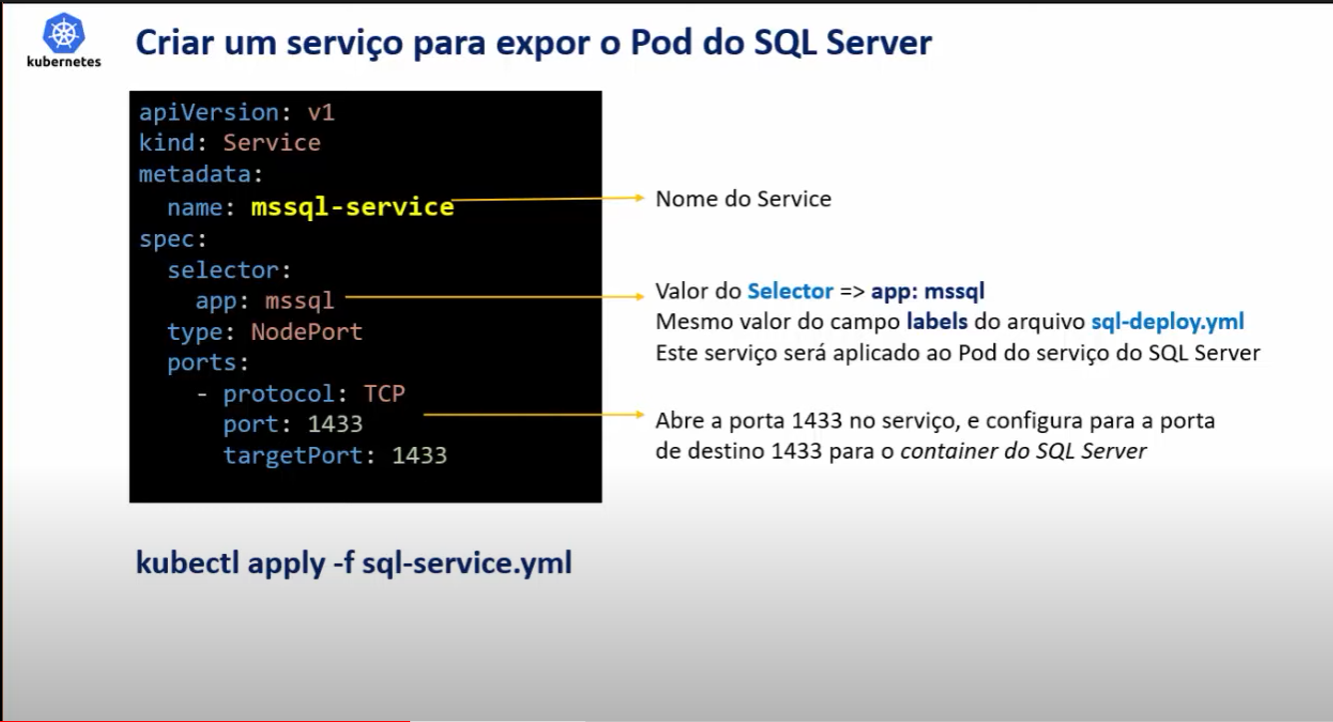 kubernetes
Criar um serviço para expor o Pod do SQL Server
apiVersion: v1
kind: Service
metadata:
  name: mssql-service
spec:
  selector:
    app: mssql
  type: NodePort
  ports:
    - protocol: TCP
      port: 1433
      targetPort: 1433
Nome do Service
Valor do Selector => app: mssql
Mesmo valor do campo labels do arquivo sql-deploy.yml
Este serviço será aplicado ao Pod do serviço do SQL Server
Abre a porta 1433 no serviço, e configura para a porta
de destino 1433 para o container do SQL Server
kubectl apply -f sql-service.yml